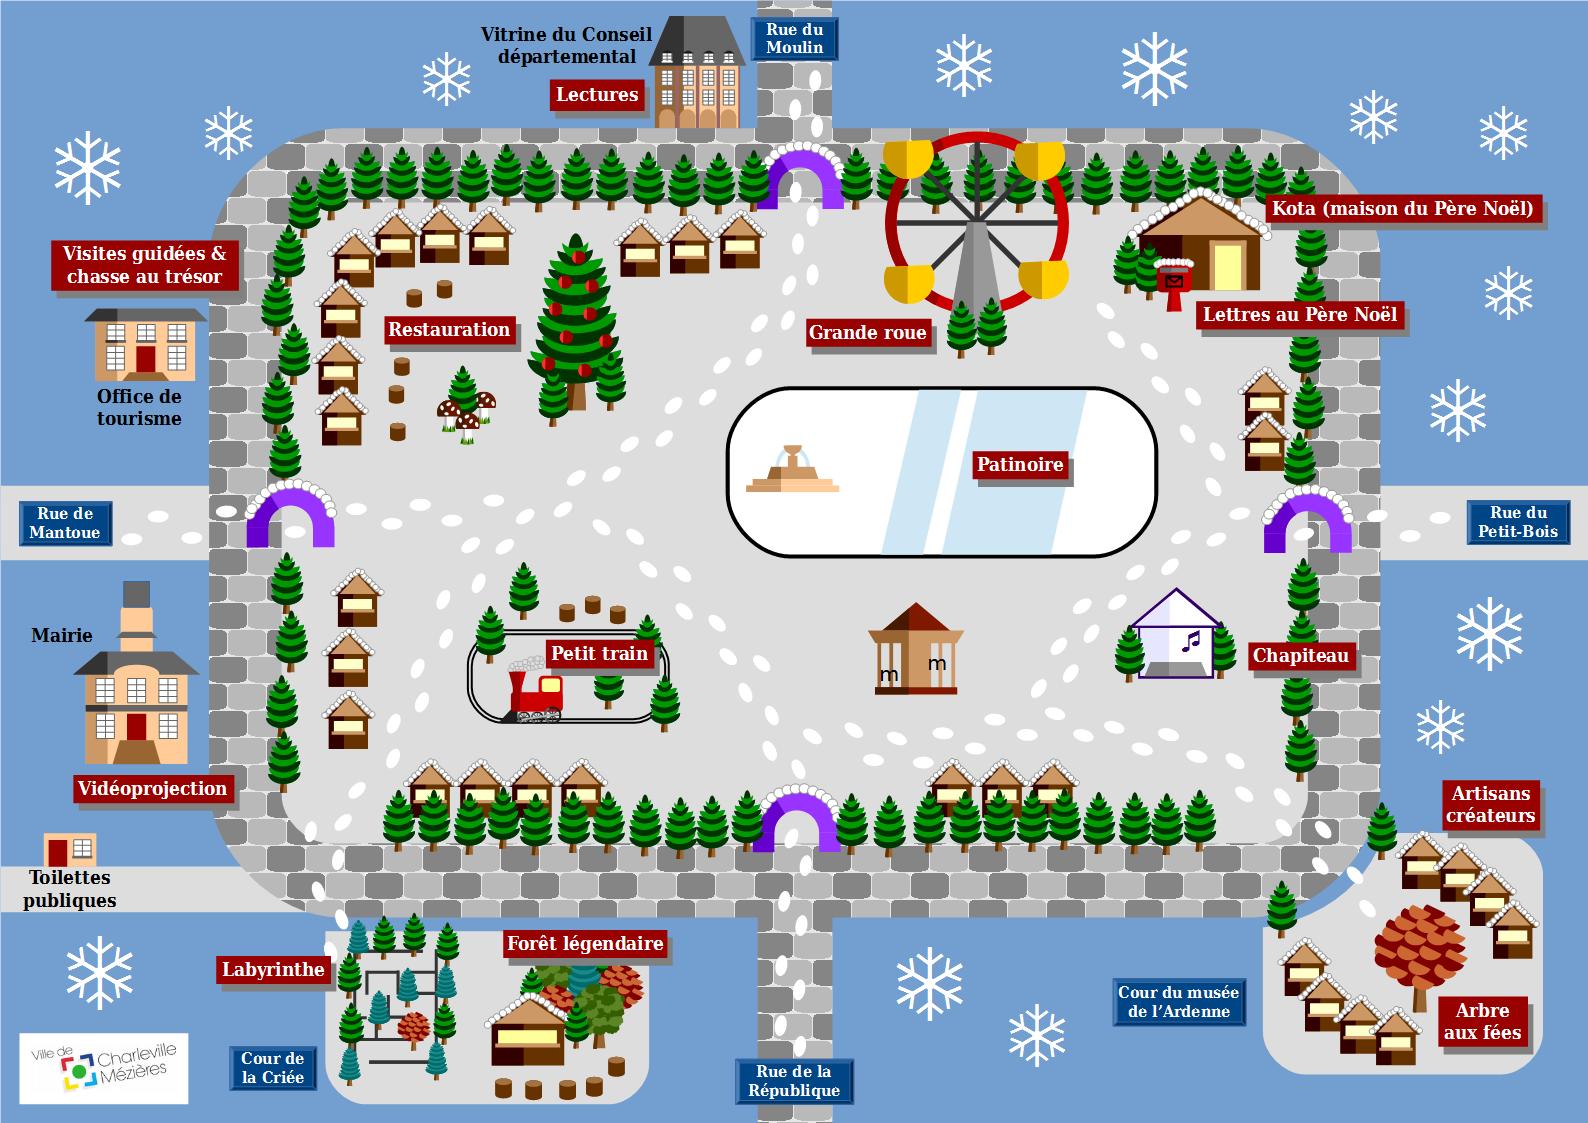 Vitrine du Conseil
départemental
Lectures
Rue du
Moulin
Kota (maison du Père Noël)
Visites guidées &
chasse au trésor
Lettres au Père Noël
Restauration
Grande roue
Office de
tourisme
Patinoire
Rue de
Mantoue
Rue du
Petit-Bois
Mairie
Petit train
m
m
Chapiteau
Vidéoprojection
Artisans
créateurs
Toilettes
publiques
Forêt légendaire
Labyrinthe
Cour du musée
de l'Ardenne
Arbre
aux fées
Ville de
Charleville
Mézières
Cour de
la Criée
Rue de la
République